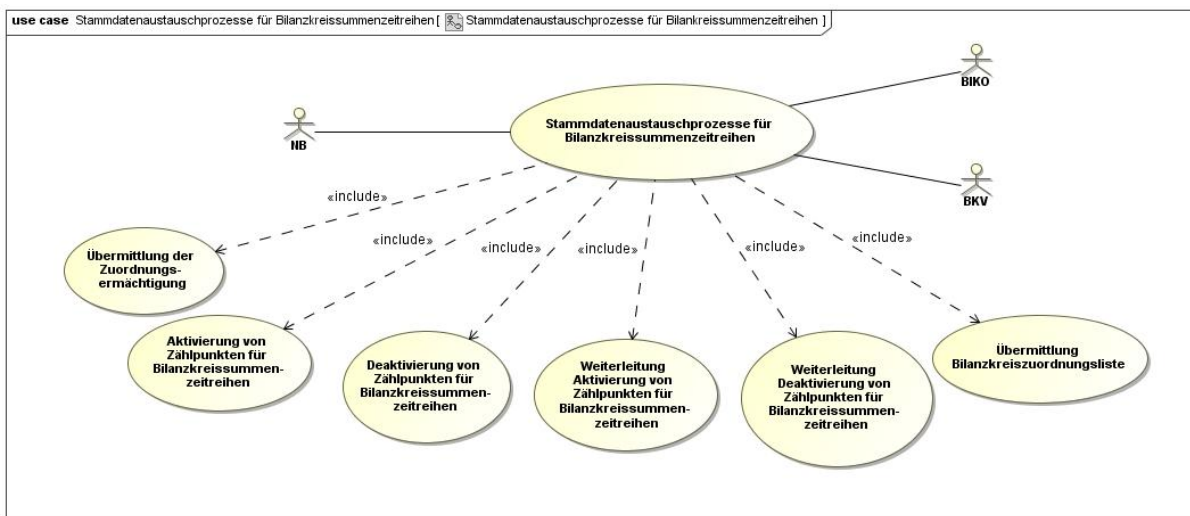 use case Stammdatenaustauschprozesse für Bilanzkreissummenzeitreihen [ Stammdatenaustauschprozesse für Bilankreissummenzeitreihen ]
BIKO
NB
Stammdatenaustauschprozesse für
Bilanzkreissummenzeitreihen
BKV
«include»
«include»
«include»
«include»
«include»
«include»
Übermittlung der
Zuordnungs-
ermächtigung
Aktivierung von
Zählpunkten für
Bilanzkreissummen-
zeitreihen
Deaktivierung von
Zählpunkten für
Bilanzkreissummen-
zeitreihen
Weiterleitung
Aktivierung von
Zählpunkten für
Bilanzkreissummen-
zeitreihen
Weiterleitung
Deaktivierung von
Zählpunkten für
Bilanzkreissummen-
zeitreihen
Übermittlung
Bilanzkreiszuordnungsliste